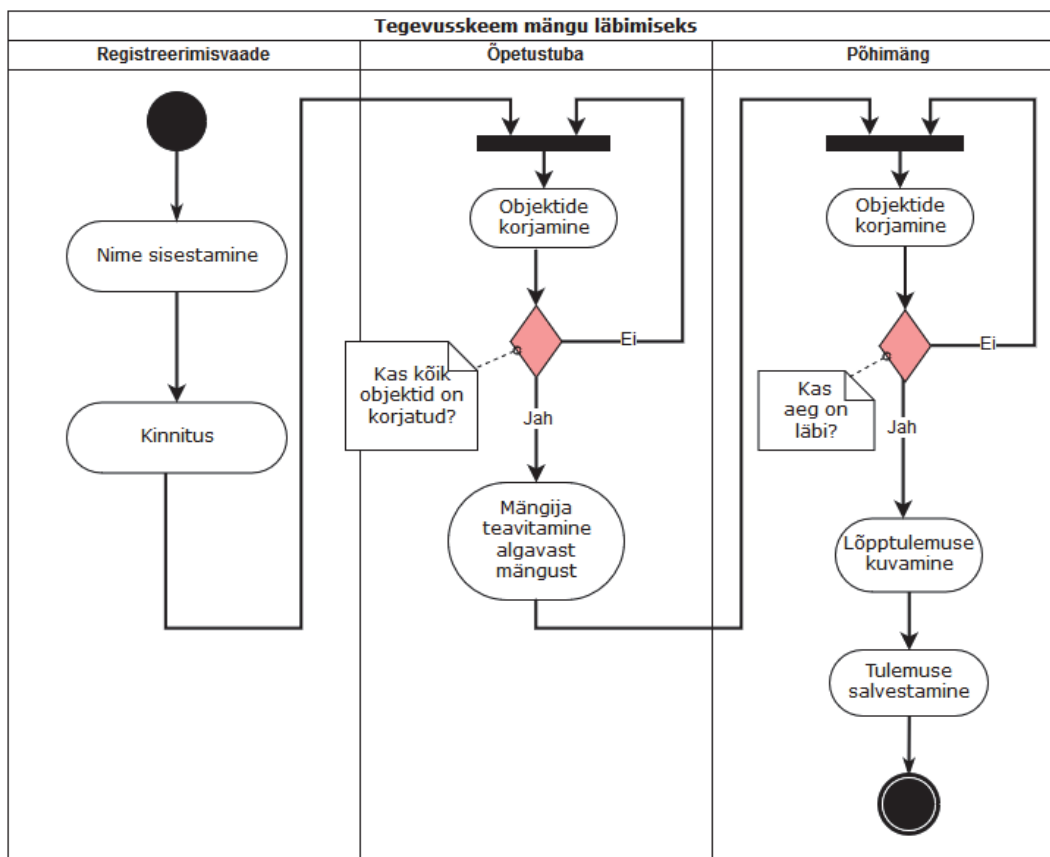 Tegevusskeem mängu läbimiseks
Registreerimisvaade
Õpetustuba
Põhimäng
Nime sisestamine
Kinnitus
Objektide
korjamine
Ei
Kas kõik
objektid on
korjatud?
Jah
Mängija
teavitamine
algavast
mängust
Objektide
korjamine
Ei
Kas
aeg on
läbi?
Jah
Lõpptulemuse
kuvamine
Tulemuse
salvestamine